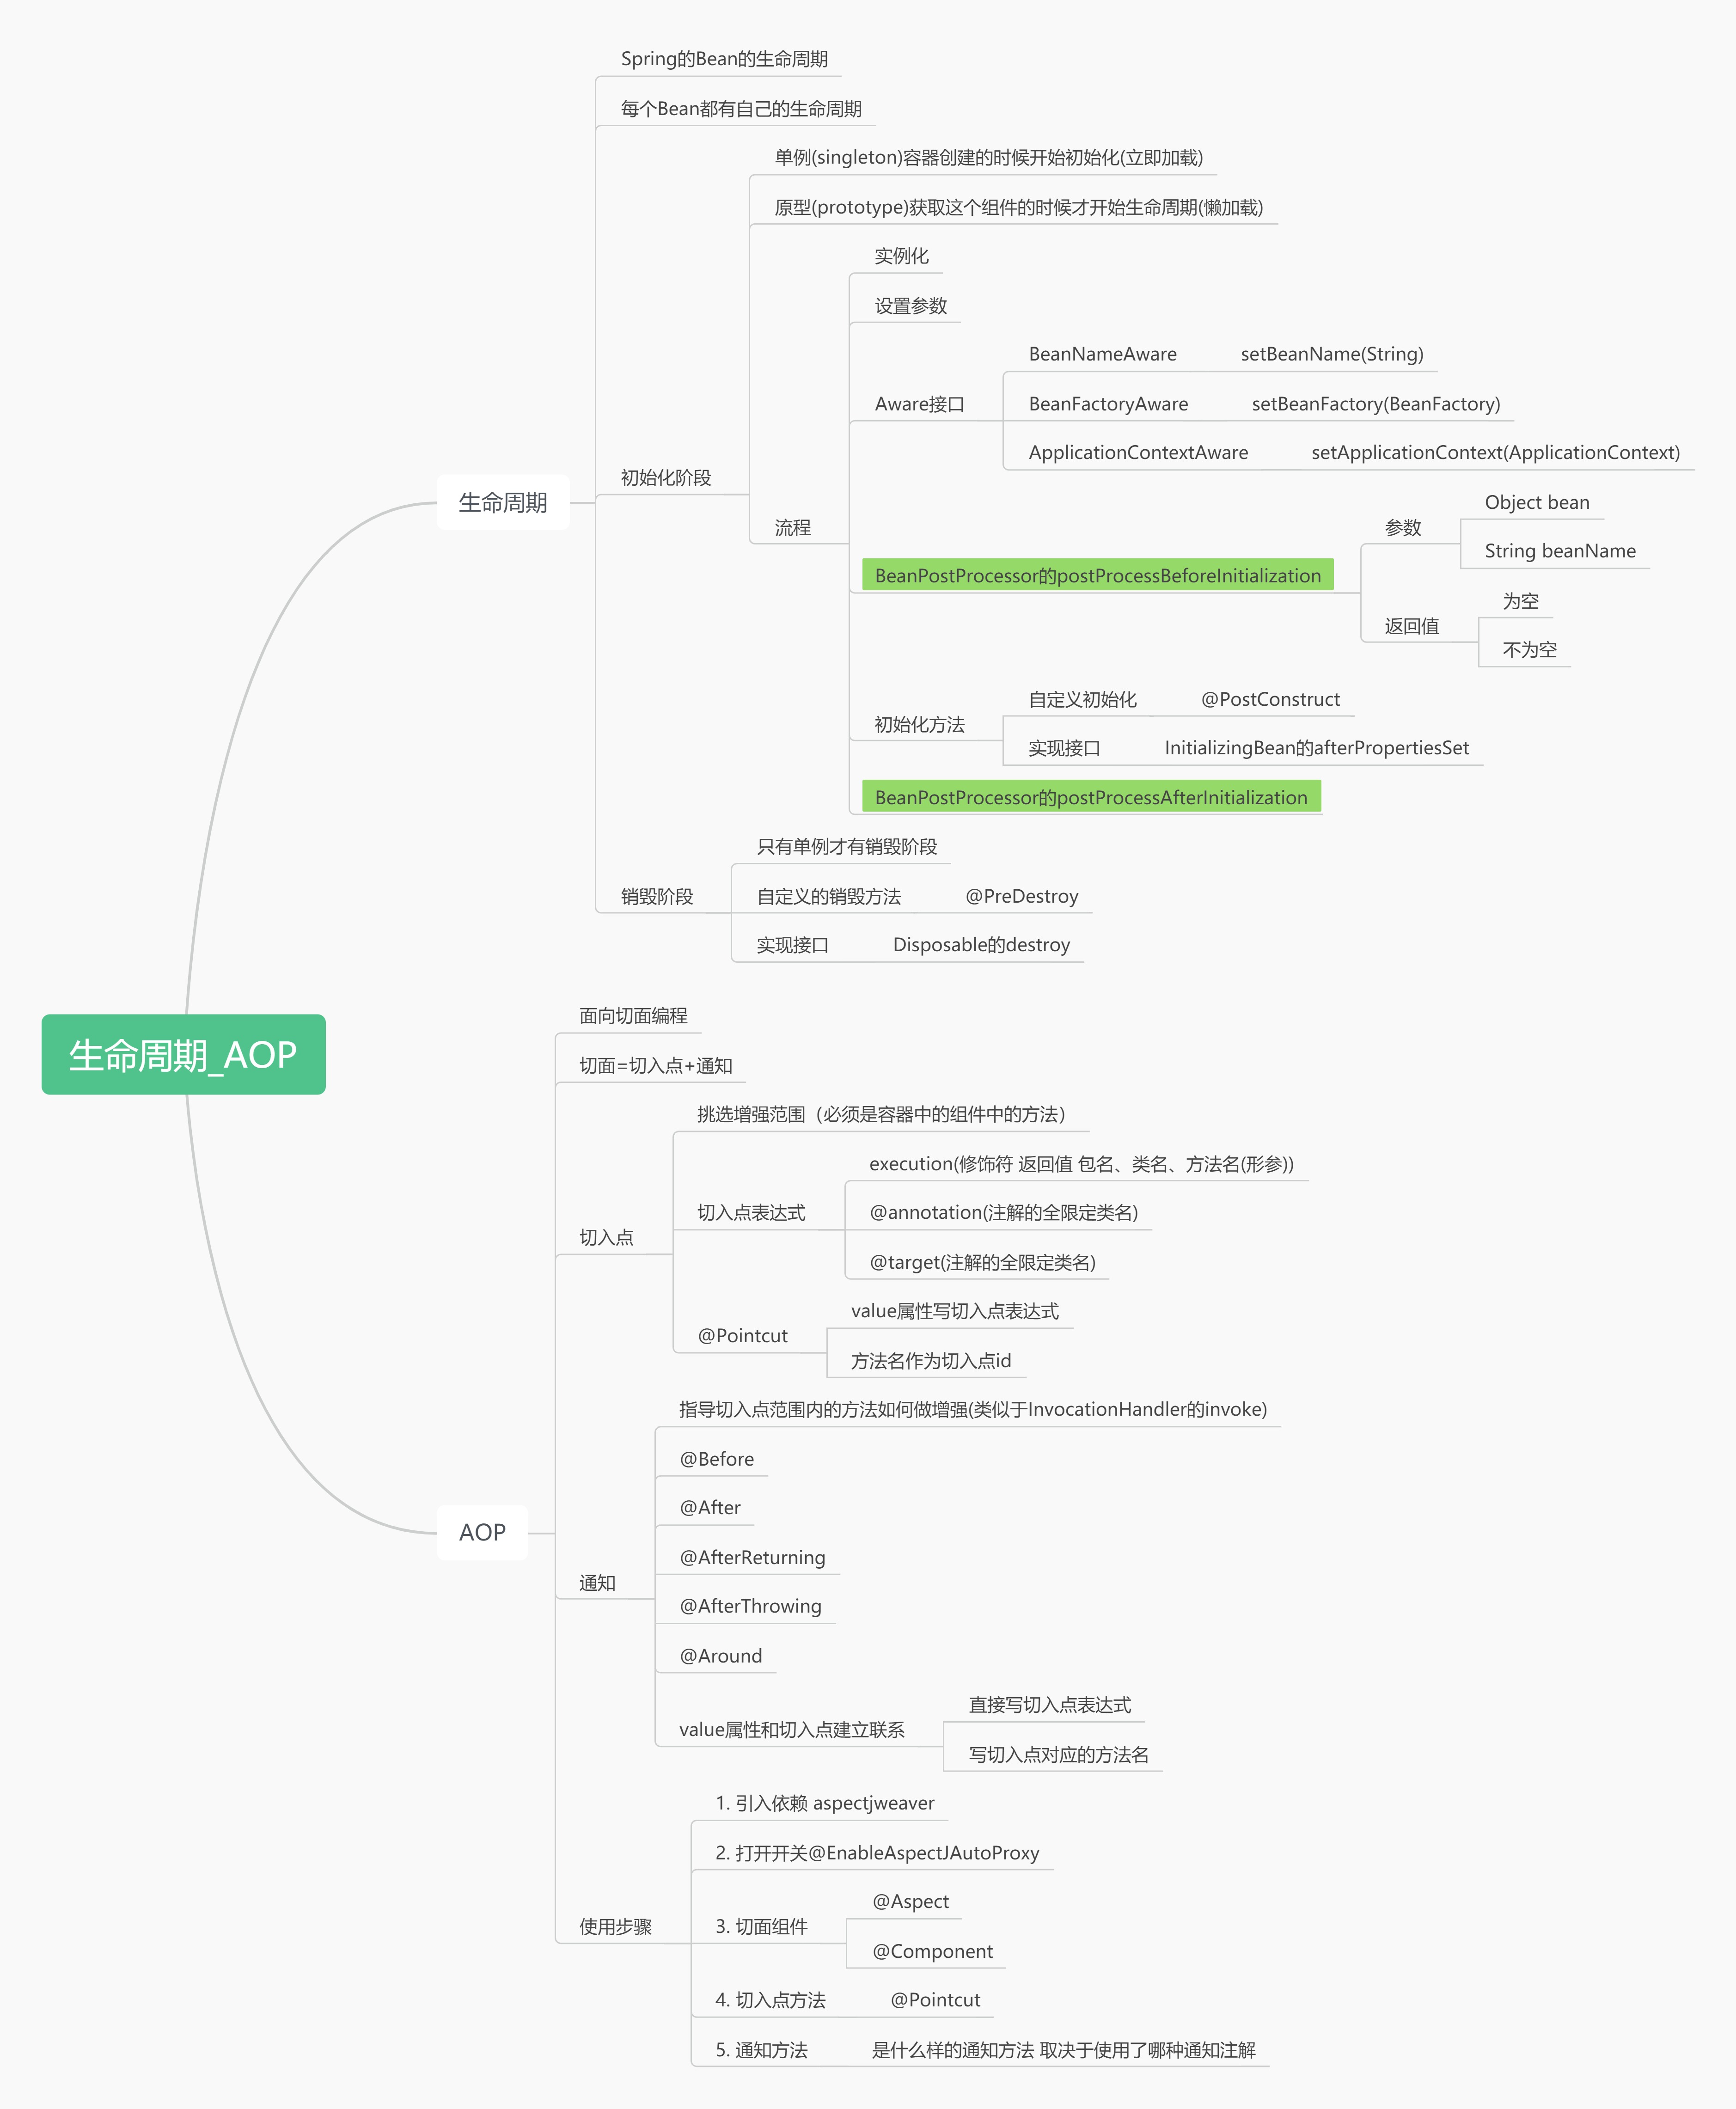 生命周期_AOP
生命周期
Spring的Bean的生命周期
每个Bean都有自己的生命周期
初始化阶段
单例(singleton)容器创建的时候开始初始化(立即加载)
原型(prototype)获取这个组件的时候才开始生命周期(懒加载)
流程
实例化
设置参数
Aware接口
BeanNameAware
setBeanName(String)
BeanFactoryAware
setBeanFactory(BeanFactory)
ApplicationContextAware
setApplicationContext(ApplicationContext)
BeanPostProcessor的postProcessBeforeInitialization
参数
Object bean
String beanName
返回值
为空
不为空
初始化方法
自定义初始化
@PostConstruct
实现接口
InitializingBean的afterPropertiesSet
BeanPostProcessor的postProcessAfterInitialization
销毁阶段
只有单例才有销毁阶段
自定义的销毁方法
@PreDestroy
实现接口
Disposable的destroy
AOP
面向切面编程
切面=切入点+通知
切入点
挑选增强范围（必须是容器中的组件中的方法）
切入点表达式
execution(修饰符 返回值 包名、类名、方法名(形参))
@annotation(注解的全限定类名)
@target(注解的全限定类名)
@Pointcut
value属性写切入点表达式
方法名作为切入点id
通知
指导切入点范围内的方法如何做增强(类似于InvocationHandler的invoke)
@Before
@After
@AfterReturning
@AfterThrowing
@Around
value属性和切入点建立联系
直接写切入点表达式
写切入点对应的方法名
使用步骤
1. 引入依赖 aspectjweaver
2. 打开开关@EnableAspectJAutoProxy
3. 切面组件
@Aspect
@Component
4. 切入点方法
@Pointcut
5. 通知方法
是什么样的通知方法 取决于使用了哪种通知注解